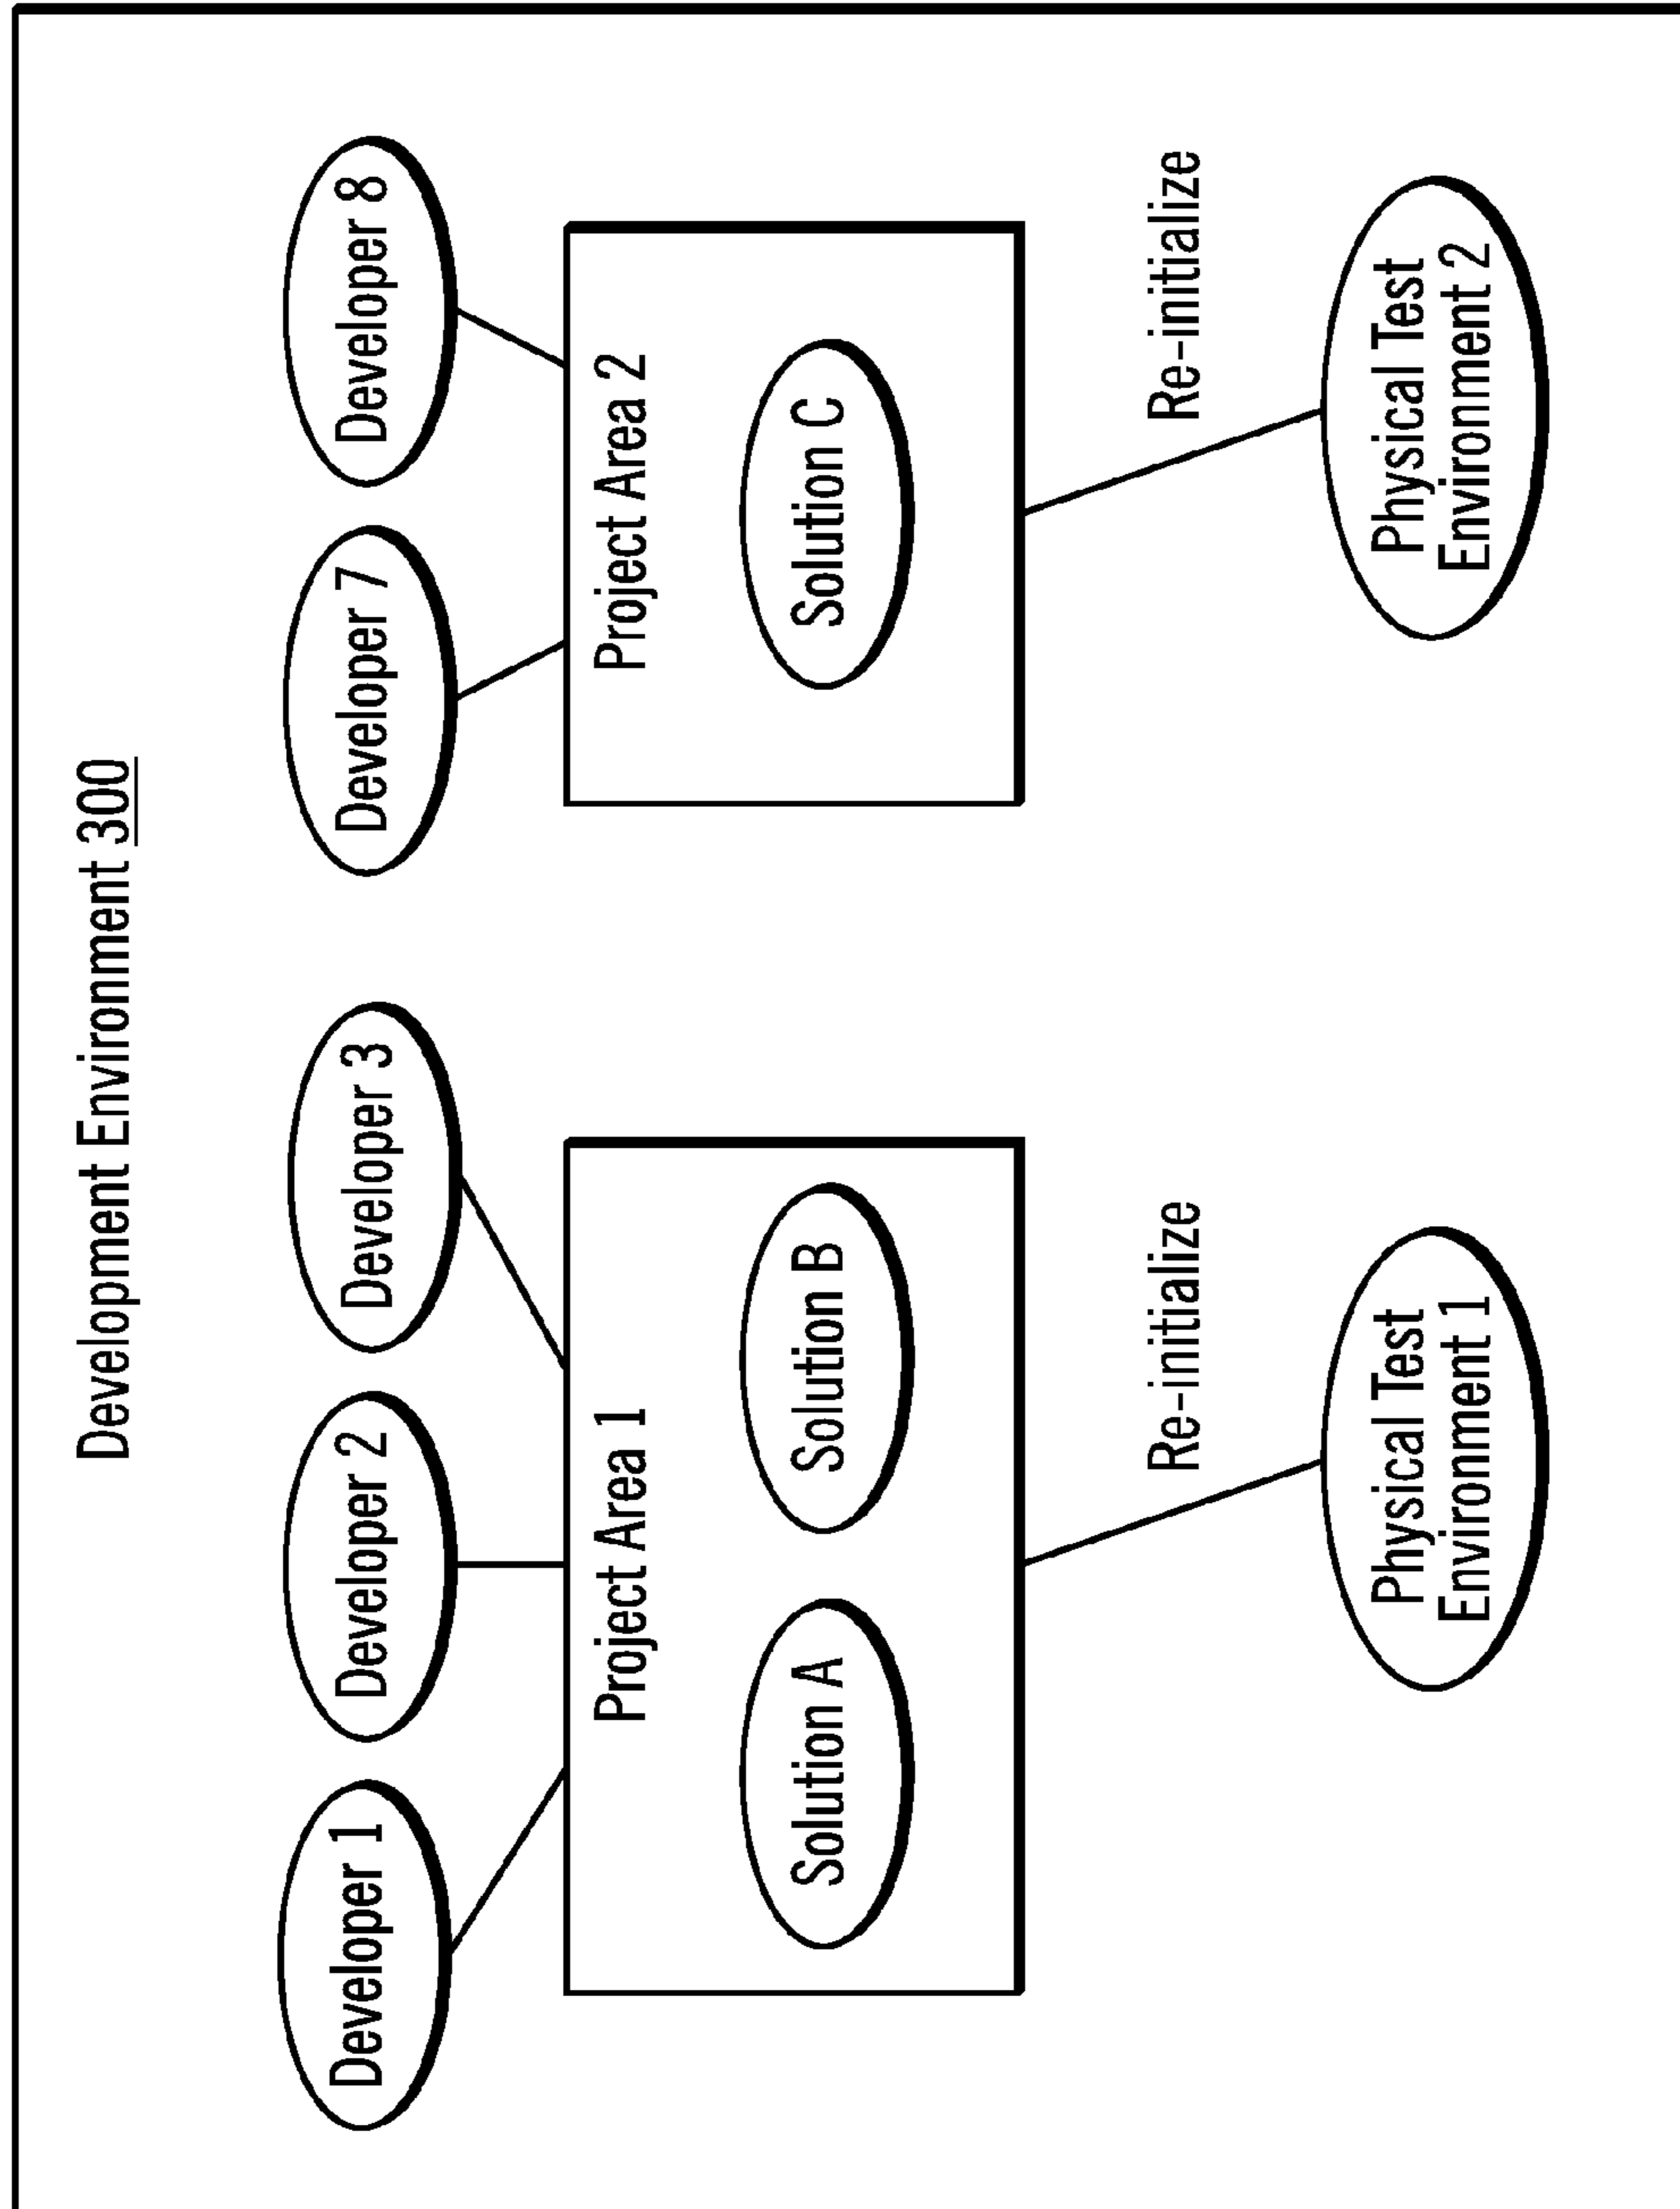 Development Environment 300
Developer 1
Developer 2
Developer 3
Developer 7
Developer 8
Project Area 1
Solution A
Solution B
Project Area 2
Solution C
Re-initialize
Re-initialize
Physical Test
Environment 1
Physical Test
Environment 2